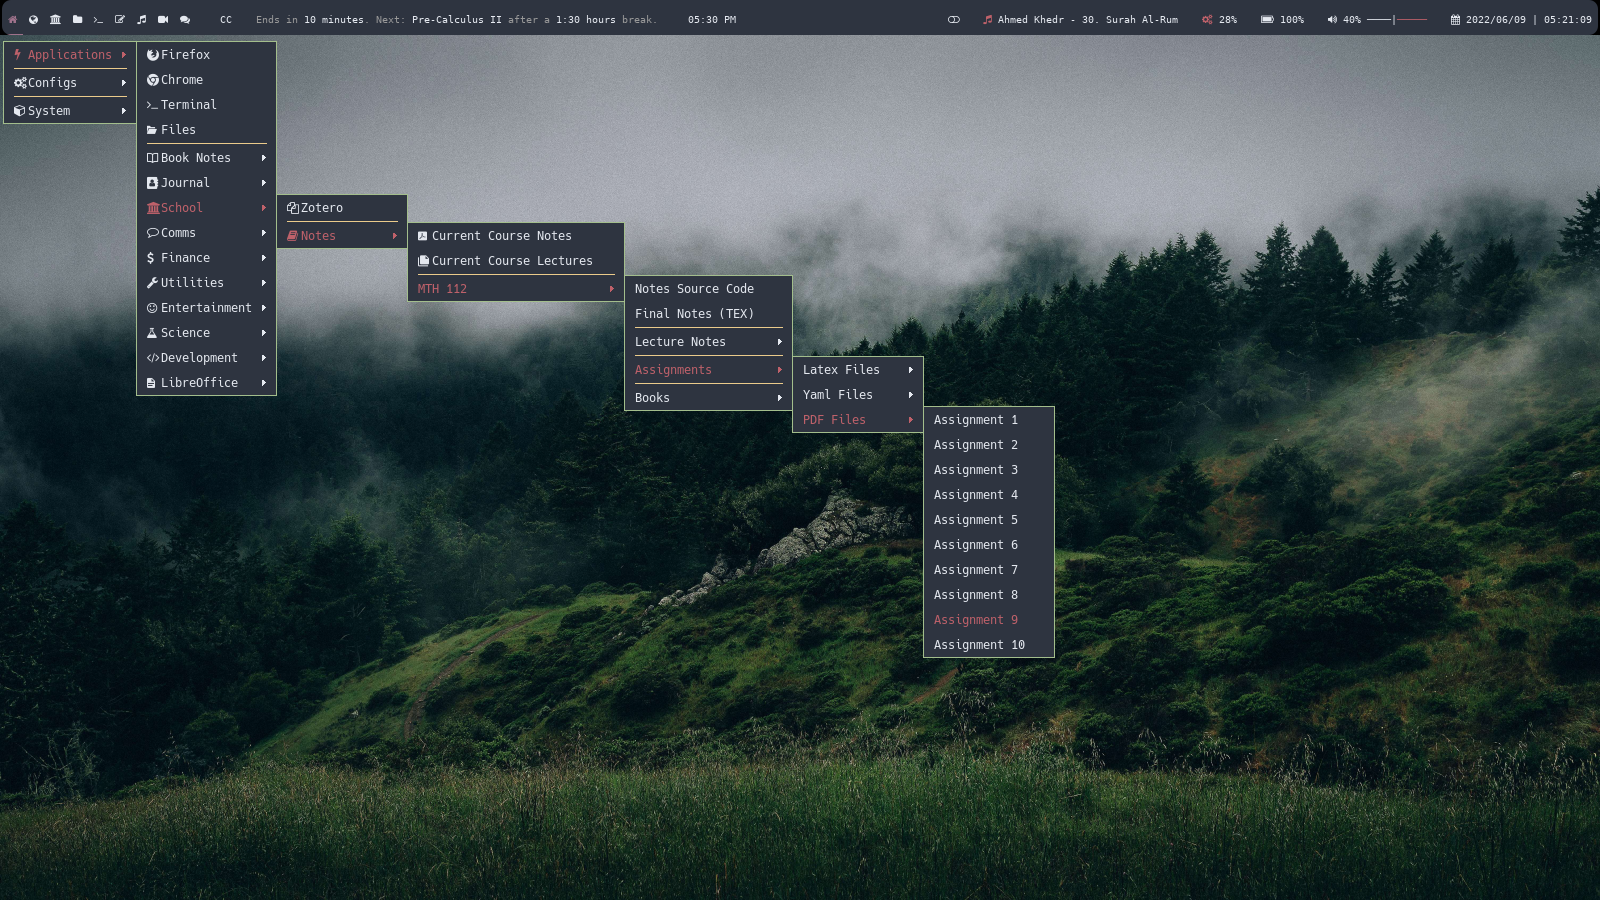 CC Ends in 10 minutes. Next: Pre-Calculus II after a 1:30 hours break. 05:30 PM Ahmed Khedr - 30. Surah Al-Rum 28% 100% 40% 2022/06/09 | 05:21:09
Applications
Configs
System
Firefox
Chrome
Terminal
Files
Book Notes
Journal
School
Comms
Finance
Utilities
Entertainment
Science
Development
LibreOffice
Zotero
Notes
Current Course Notes
Current Course Lectures
MTH 112
Notes Source Code
Final Notes (TEX)
Lecture Notes
Assignments
Books
Latex Files
Yaml Files
PDF Files
Assignment 1
Assignment 2
Assignment 3
Assignment 4
Assignment 5
Assignment 6
Assignment 7
Assignment 8
Assignment 9
Assignment 10